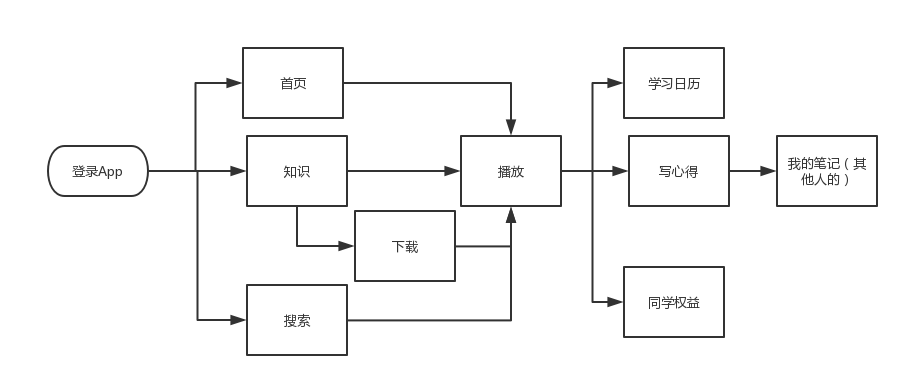 首页
学习日历
登录App
知识
播放
写心得
我的笔记（其
他人的）
下载
搜索
同学权益